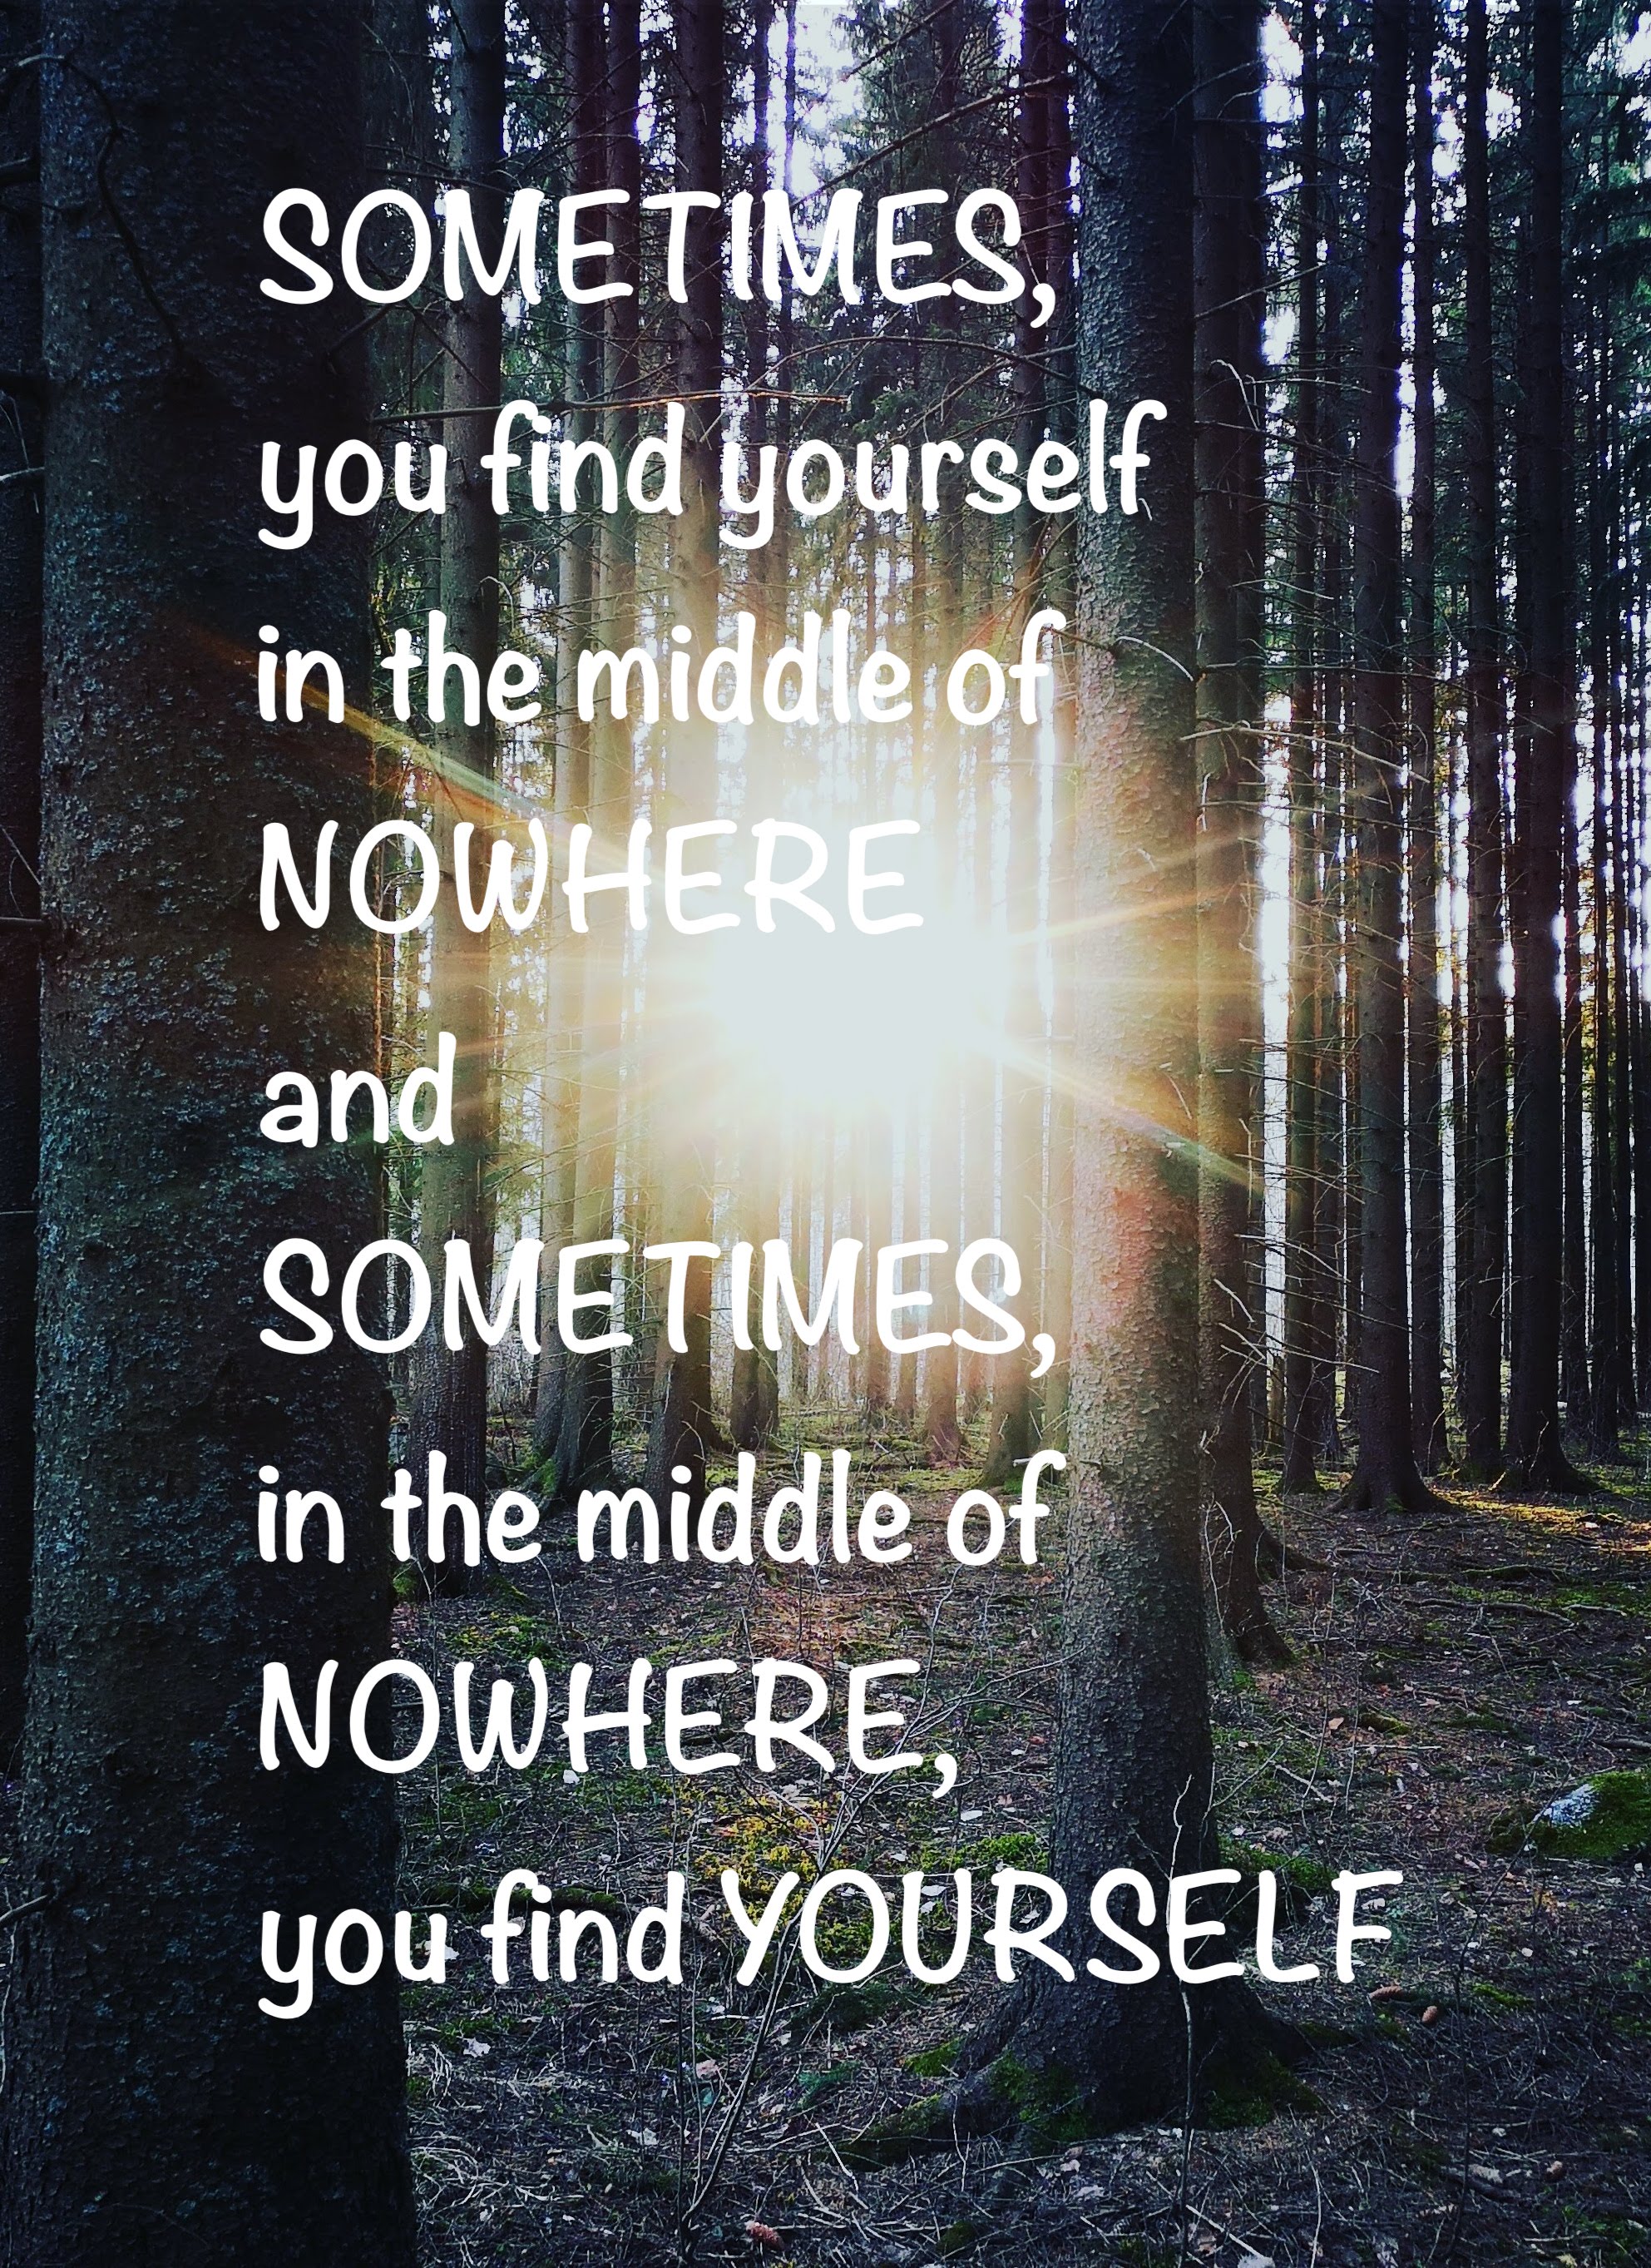 SOMETIMES,
you find yourself
in the middle of
NOWHERE
and
SOMETIMES,
in the middle of
NOWHERE,
you find YOURSELF